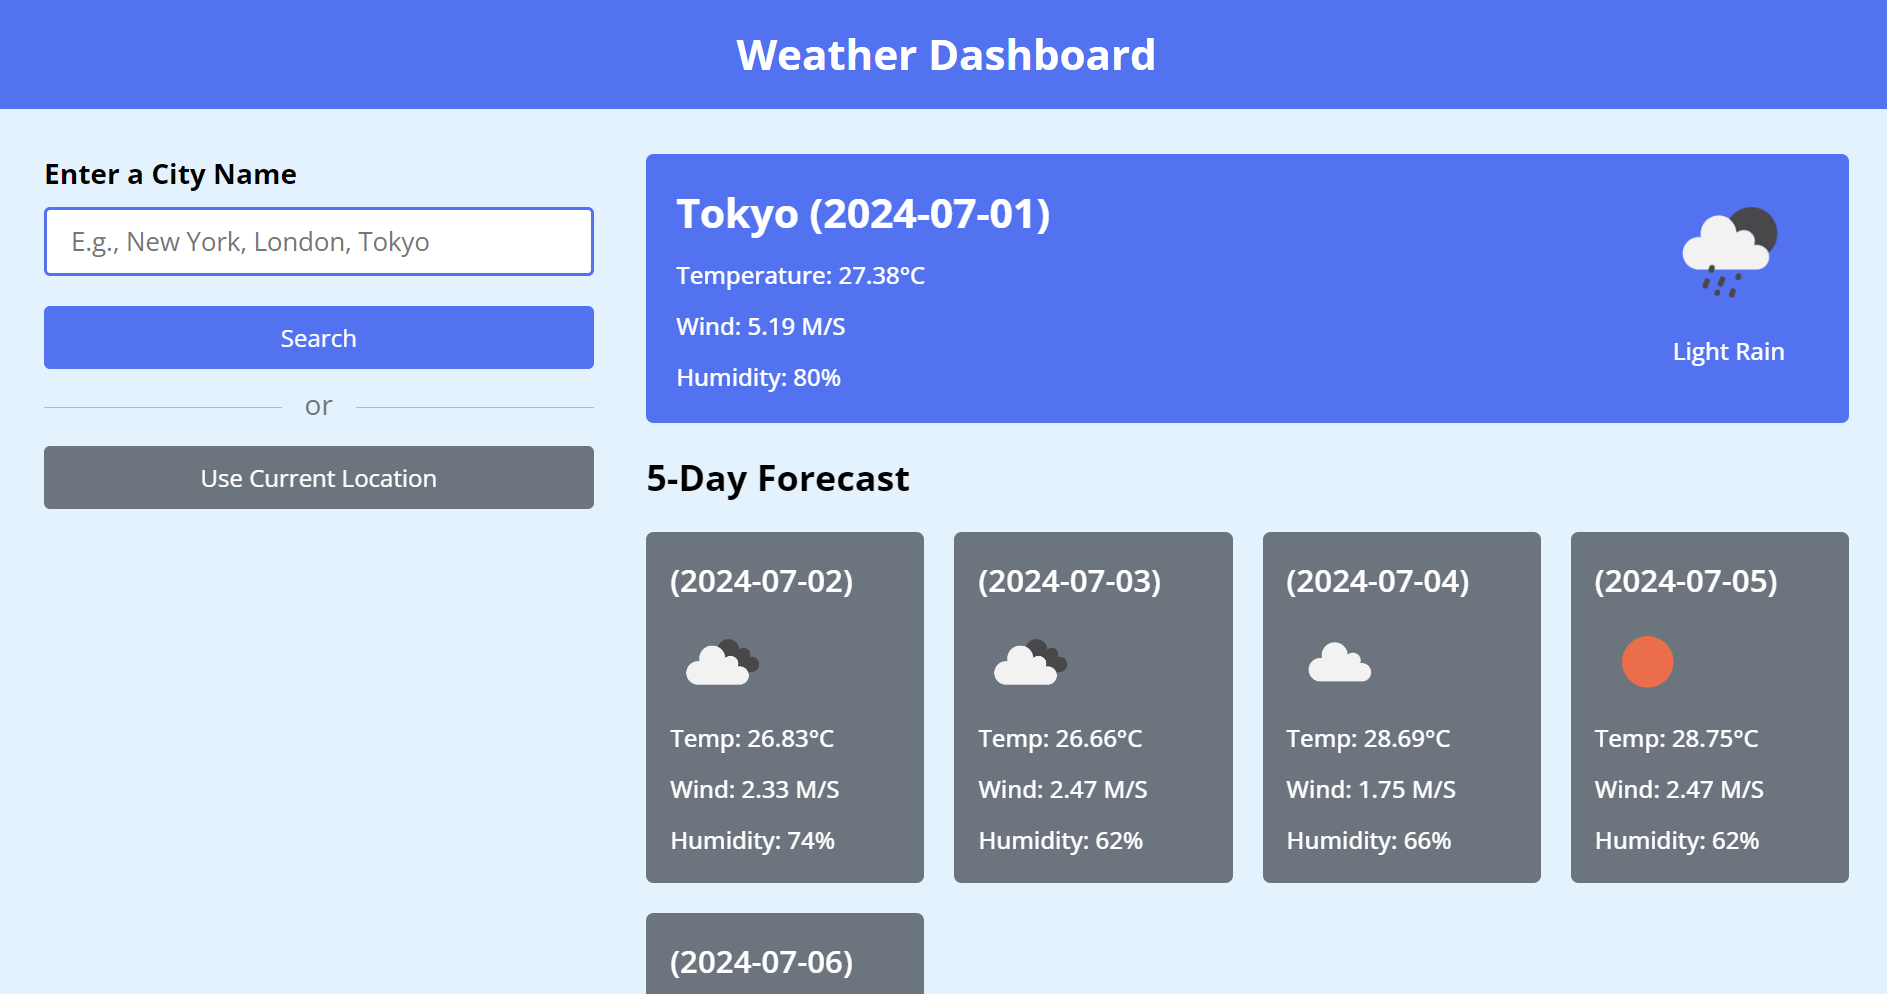 Weather Dashboard
Enter a City Name
E.g., New York, London, Tokyo
Search
or
Use Current Location
Tokyo (2024-07-01)
Temperature: 27.38°C
Wind: 5.19 M/S
Humidity: 80%
Light Rain
5-Day Forecast
(2024-07-02)
Temp: 26.83°C
Wind: 2.33 M/S
Humidity: 74%
(2024-07-03)
Temp: 26.66°C
Wind: 2.47 M/S
Humidity: 62%
(2024-07-04)
Temp: 28.69°C
Wind: 1.75 M/S
Humidity: 66%
(2024-07-05)
Temp: 28.75°C
Wind: 2.47 M/S
Humidity: 62%
(2024-07-06)